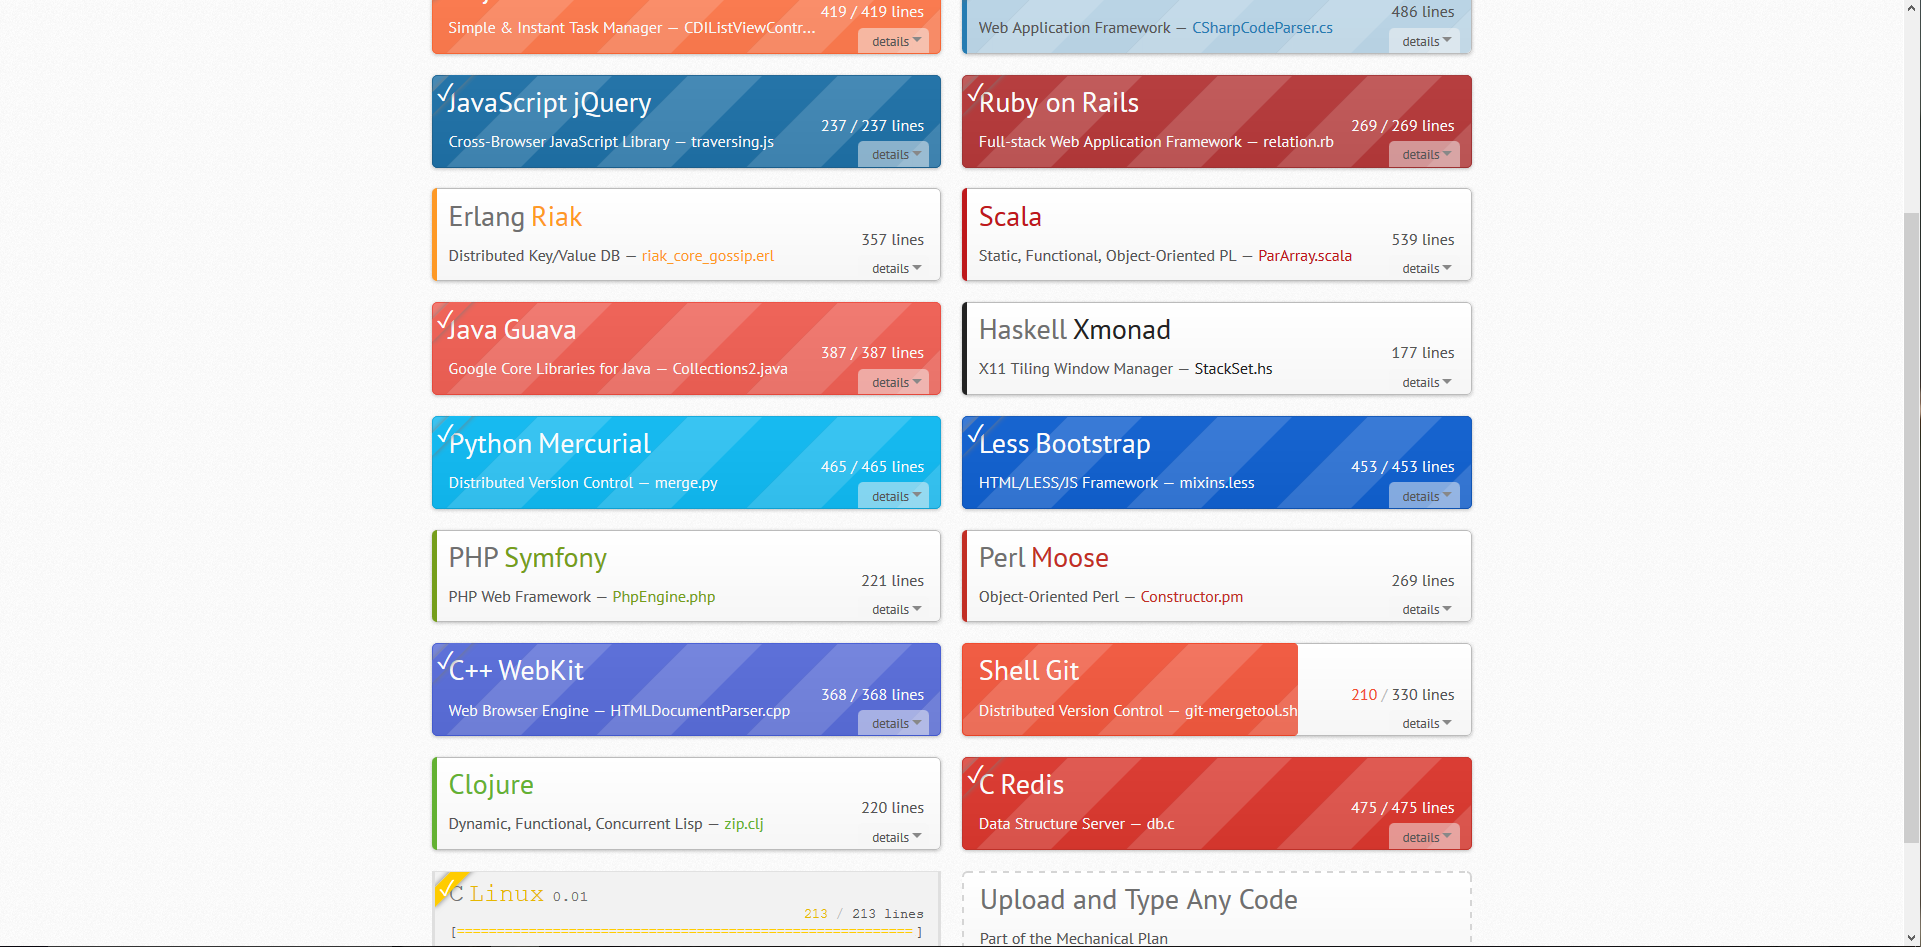 419 / 419 lines
Simple & Instant Task Manager — CDIListViewContr...
details
486 lines
Web Application Framework — CSharpCodeParser.cs
details
JavaScript jQuery
237 / 237 lines
Cross-Browser JavaScript Library — traversing.js
details
Ruby on Rails
269 / 269 lines
Full-stack Web Application Framework — relation.rb
details
Erlang Riak
357 lines
Distributed Key/Value DB — riak_core_gossip.erl
details
Scala
539 lines
Static, Functional, Object-Oriented PL — ParArray.scala
details
Java Guava
387 / 387 lines
Google Core Libraries for Java — Collections2.java
details
Haskell Xmonad
177 lines
X11 Tiling Window Manager — StackSet.hs
details
Python Mercurial
465 / 465 lines
Distributed Version Control — merge.py
details
Less Bootstrap
453 / 453 lines
HTML/LESS/JS Framework — mixins.less
details
PHP Symfony
221 lines
PHP Web Framework — PhpEngine.php
details
Perl Moose
269 lines
Object-Oriented Perl — Constructor.pm
details
C++ WebKit
368 / 368 lines
Web Browser Engine — HTMLDocumentParser.cpp
details
Shell Git
210 / 330 lines
Distributed Version Control — git-mergetool.sh
details
Clojure
220 lines
Dynamic, Functional, Concurrent Lisp — zip.clj
details
C Redis
475 / 475 lines
Data Structure Server — db.c
details
C Linux 0.01
213 / 213 lines
[=========================================================]
Upload and Type Any Code
Part of the Mechanical Plan